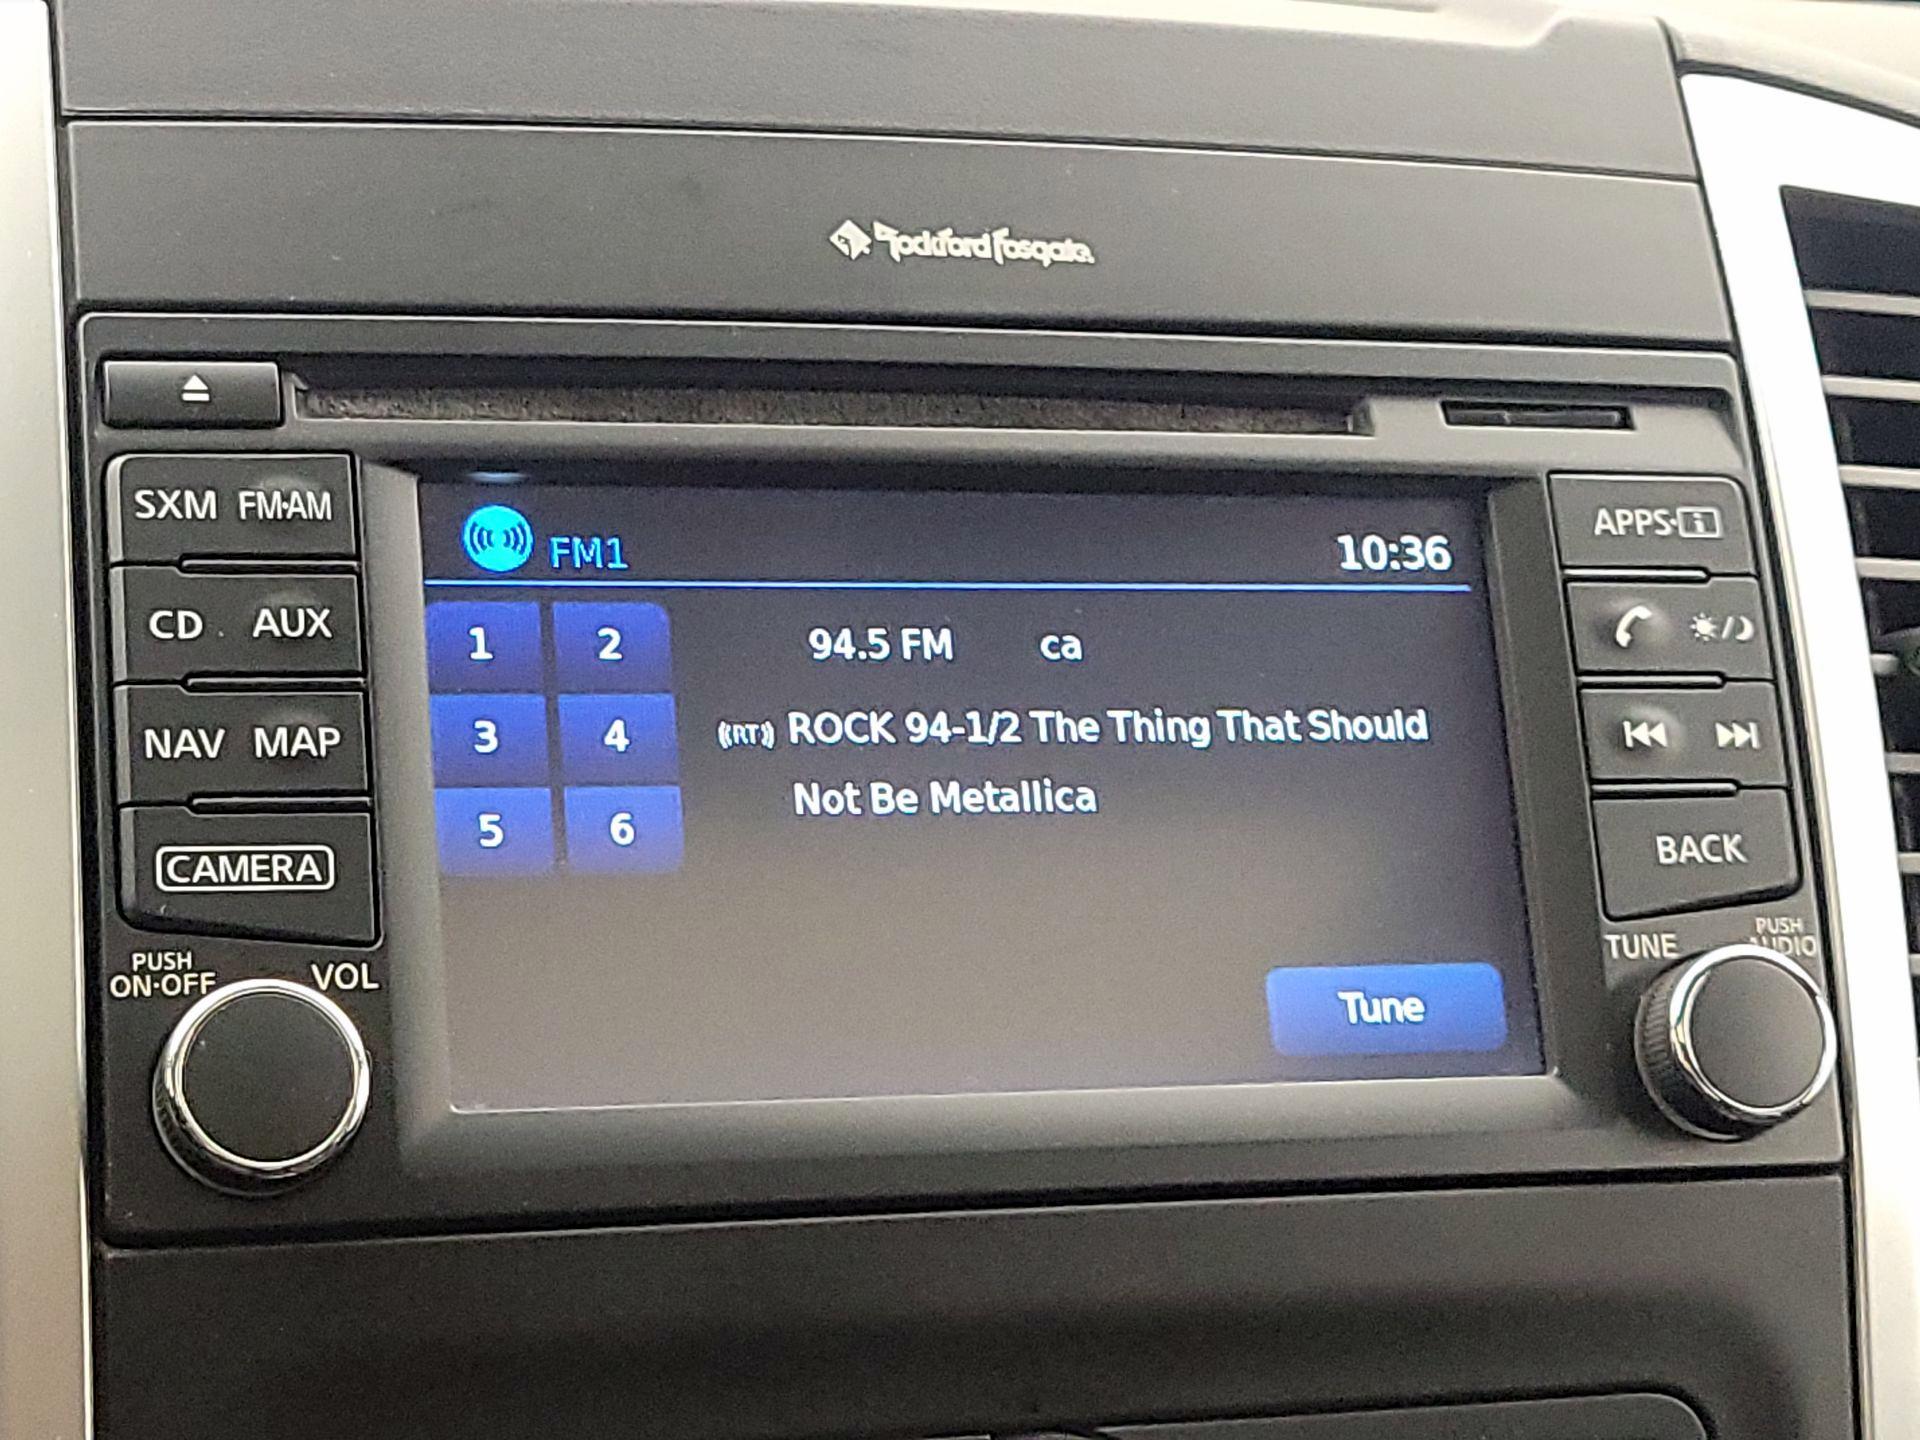 Rockford Fosgate
SXM FM·AM
CD AUX
NAV MAP
CAMERA
PUSH
ON·OFF
VOL
FM1
10:36
1 2
3 4
5 6
94.5 FM ca
((RT)) ROCK 94-1/2 The Thing That Should
Not Be Metallica
Tune
APPS·i
BACK
TUNE
PUSH
AUDIO